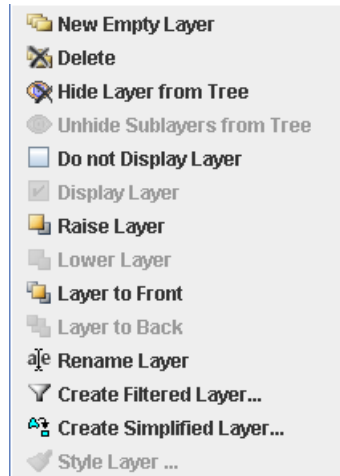 New Empty Layer
Delete
Hide Layer from Tree
Unhide Sublayers from Tree
Do not Display Layer
Display Layer
Raise Layer
Lower Layer
Layer to Front
Layer to Back
Rename Layer
Create Filtered Layer...
Create Simplified Layer...
Style Layer ...